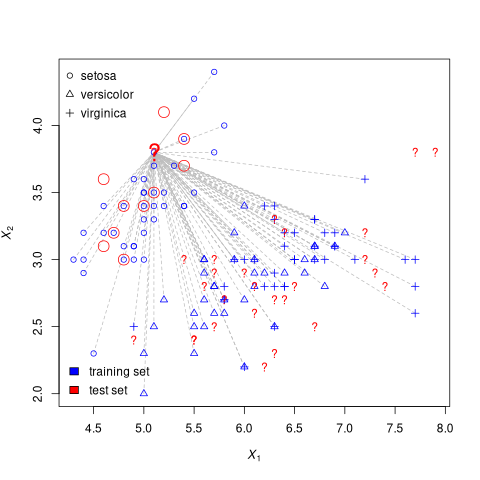 setosa
versicolor
virginica
?
? ?
?
?
? ?
? ?
? ? ? ?
? ? ? ?
? ? ?
?
? ?
? ?
? ?
?
training set
test set
2.0 2.5 3.0 3.5 4.0
X2
4.5 5.0 5.5 6.0 6.5 7.0 7.5 8.0
X1